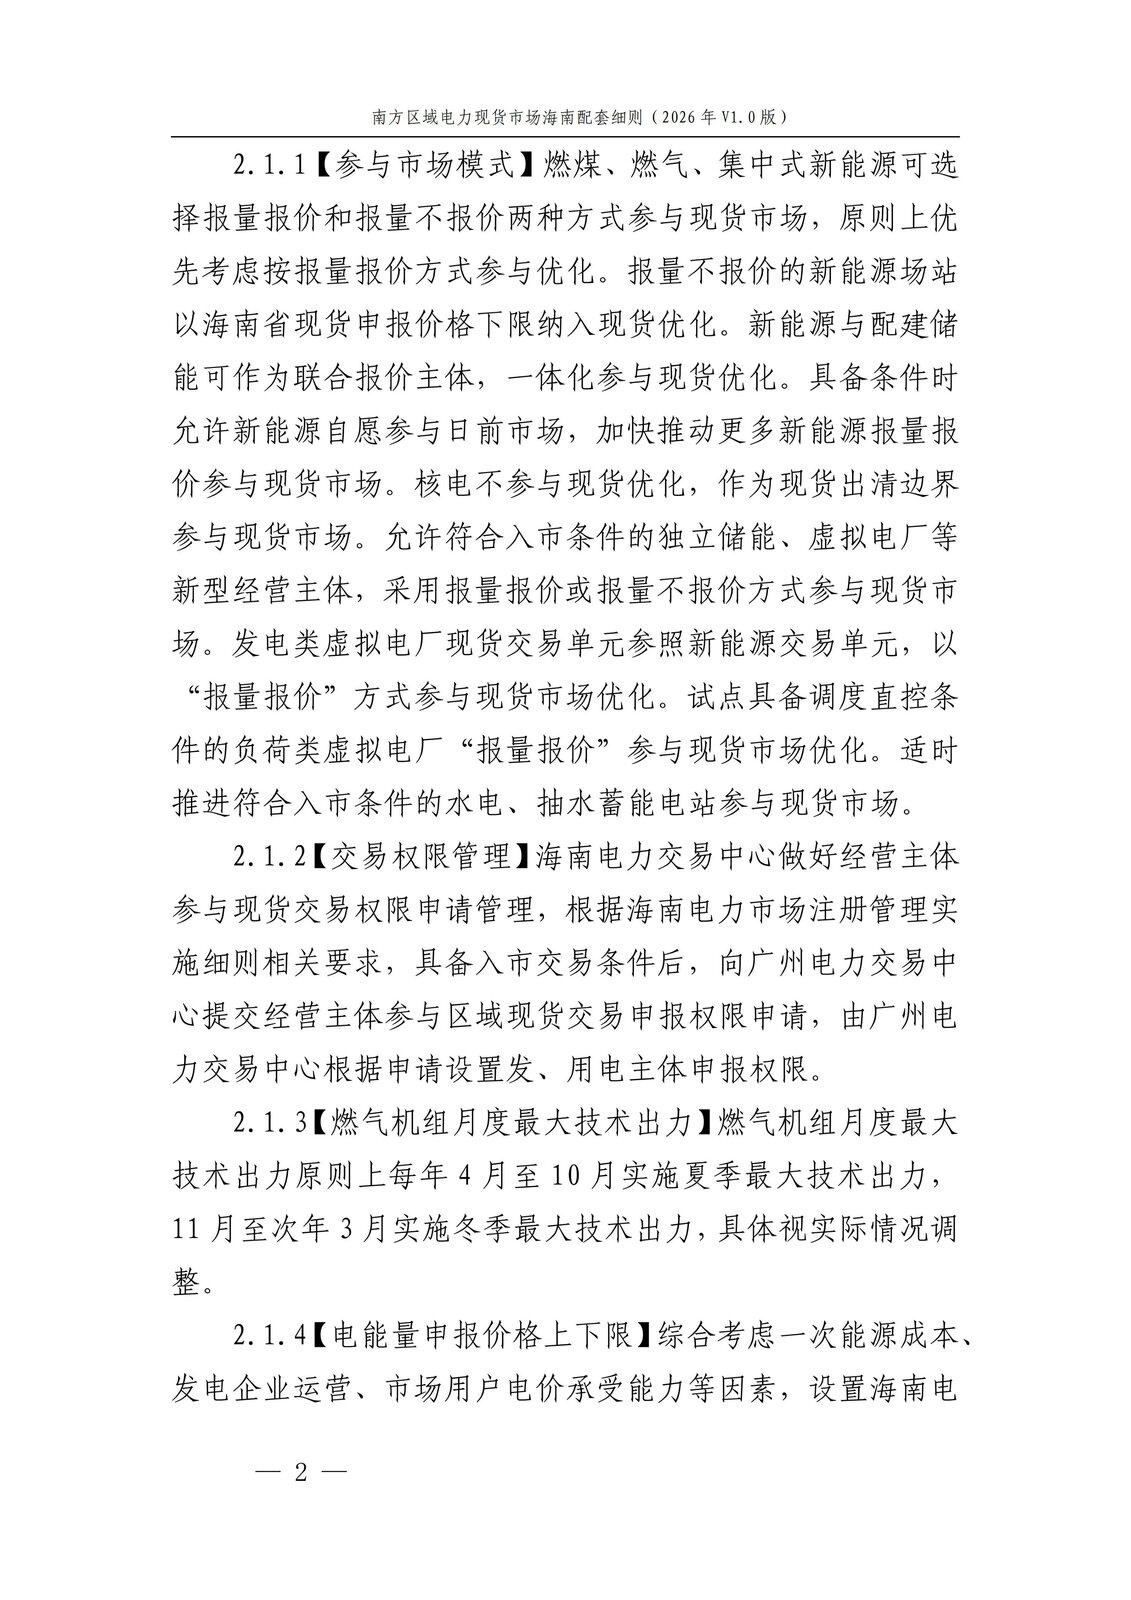 南方区域电力现货市场海南配套细则（2026 年 V1.0 版）
2.1.1【参与市场模式】燃煤、燃气、集中式新能源可选
择报量报价和报量不报价两种方式参与现货市场，原则上优
先考虑按报量报价方式参与优化。报量不报价的新能源场站
以海南省现货申报价格下限纳入现货优化。新能源与配建储
能可作为联合报价主体，一体化参与现货优化。具备条件时
允许新能源自愿参与日前市场，加快推动更多新能源报量报
价参与现货市场。核电不参与现货优化，作为现货出清边界
参与现货市场。允许符合入市条件的独立储能、虚拟电厂等
新型经营主体，采用报量报价或报量不报价方式参与现货市
场。发电类虚拟电厂现货交易单元参照新能源交易单元，以
“报量报价”方式参与现货市场优化。试点具备调度直控条
件的负荷类虚拟电厂“报量报价”参与现货市场优化。适时
推进符合入市条件的水电、抽水蓄能电站参与现货市场。
2.1.2【交易权限管理】海南电力交易中心做好经营主体
参与现货交易权限申请管理，根据海南电力市场注册管理实
施细则相关要求，具备入市交易条件后，向广州电力交易中
心提交经营主体参与区域现货交易申报权限申请，由广州电
力交易中心根据申请设置发、用电主体申报权限。
2.1.3【燃气机组月度最大技术出力】燃气机组月度最大
技术出力原则上每年 4 月至 10 月实施夏季最大技术出力，
11 月至次年 3 月实施冬季最大技术出力，具体视实际情况调
整。
2.1.4【电能量申报价格上下限】综合考虑一次能源成本、
发电企业运营、市场用户电价承受能力等因素，设置海南电
— 2 —